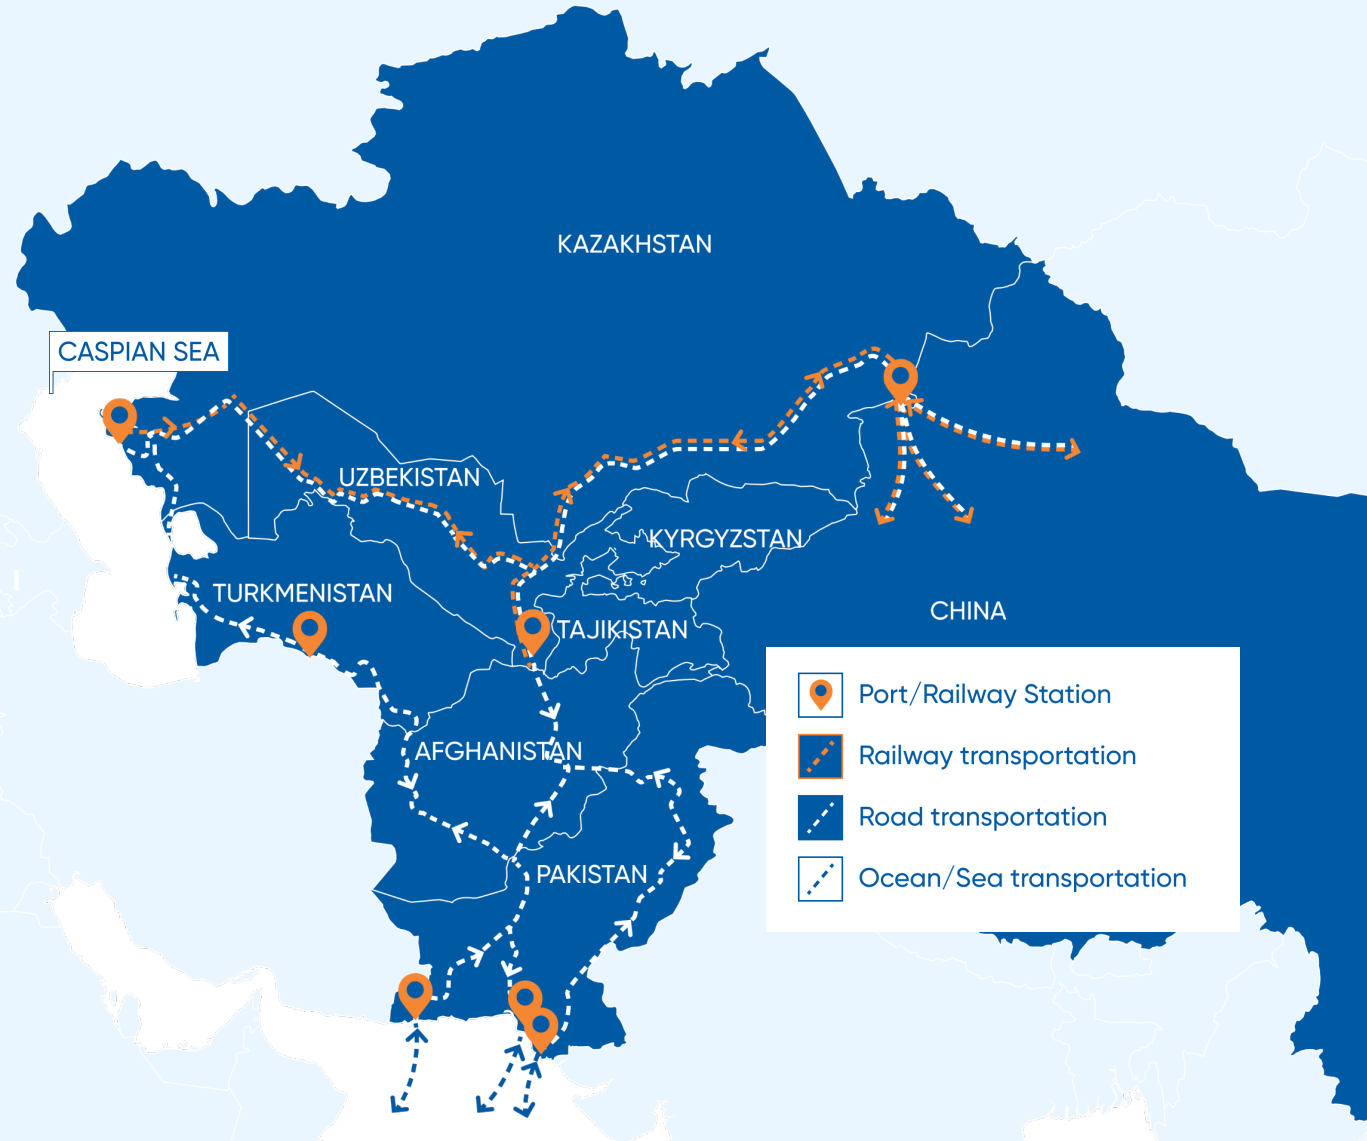 KAZAKHSTAN
CASPIAN SEA
UZBEKISTAN
KYRGYZSTAN
TURKMENISTAN
CHINA
TAJIKISTAN
Port/Railway Station
AFGHANISTAN
Railway transportation
Road transportation
PAKISTAN
Ocean/Sea transportation